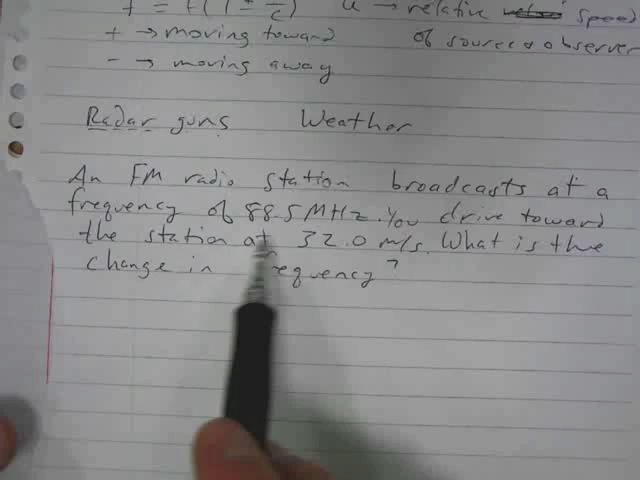 f' = f(1 ± u/c) u → relative speed
+ → moving toward of source & observer
- → moving away
Radar guns Weather
An FM radio station broadcasts at a
frequency of 88.5 MHz. You drive toward
the station at 32.0 m/s. What is the
change in frequency?